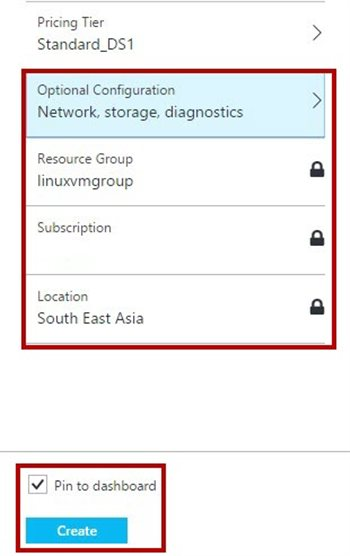 Pricing Tier
Standard_DS1
Optional Configuration
Network, storage, diagnostics
Resource Group
linuxvmgroup
Subscription
Location
South East Asia
Pin to dashboard
Create